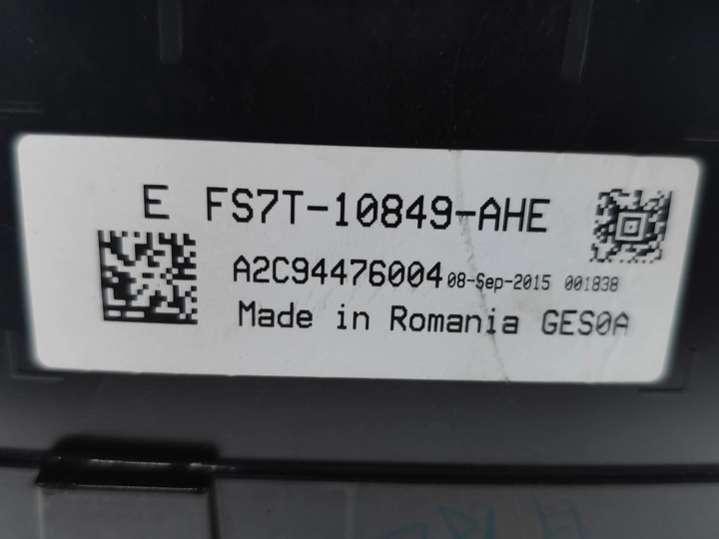 E FS7T-10849-AHE
A2C94476004 08-Sep-2015 001838
Made in Romania GES0A